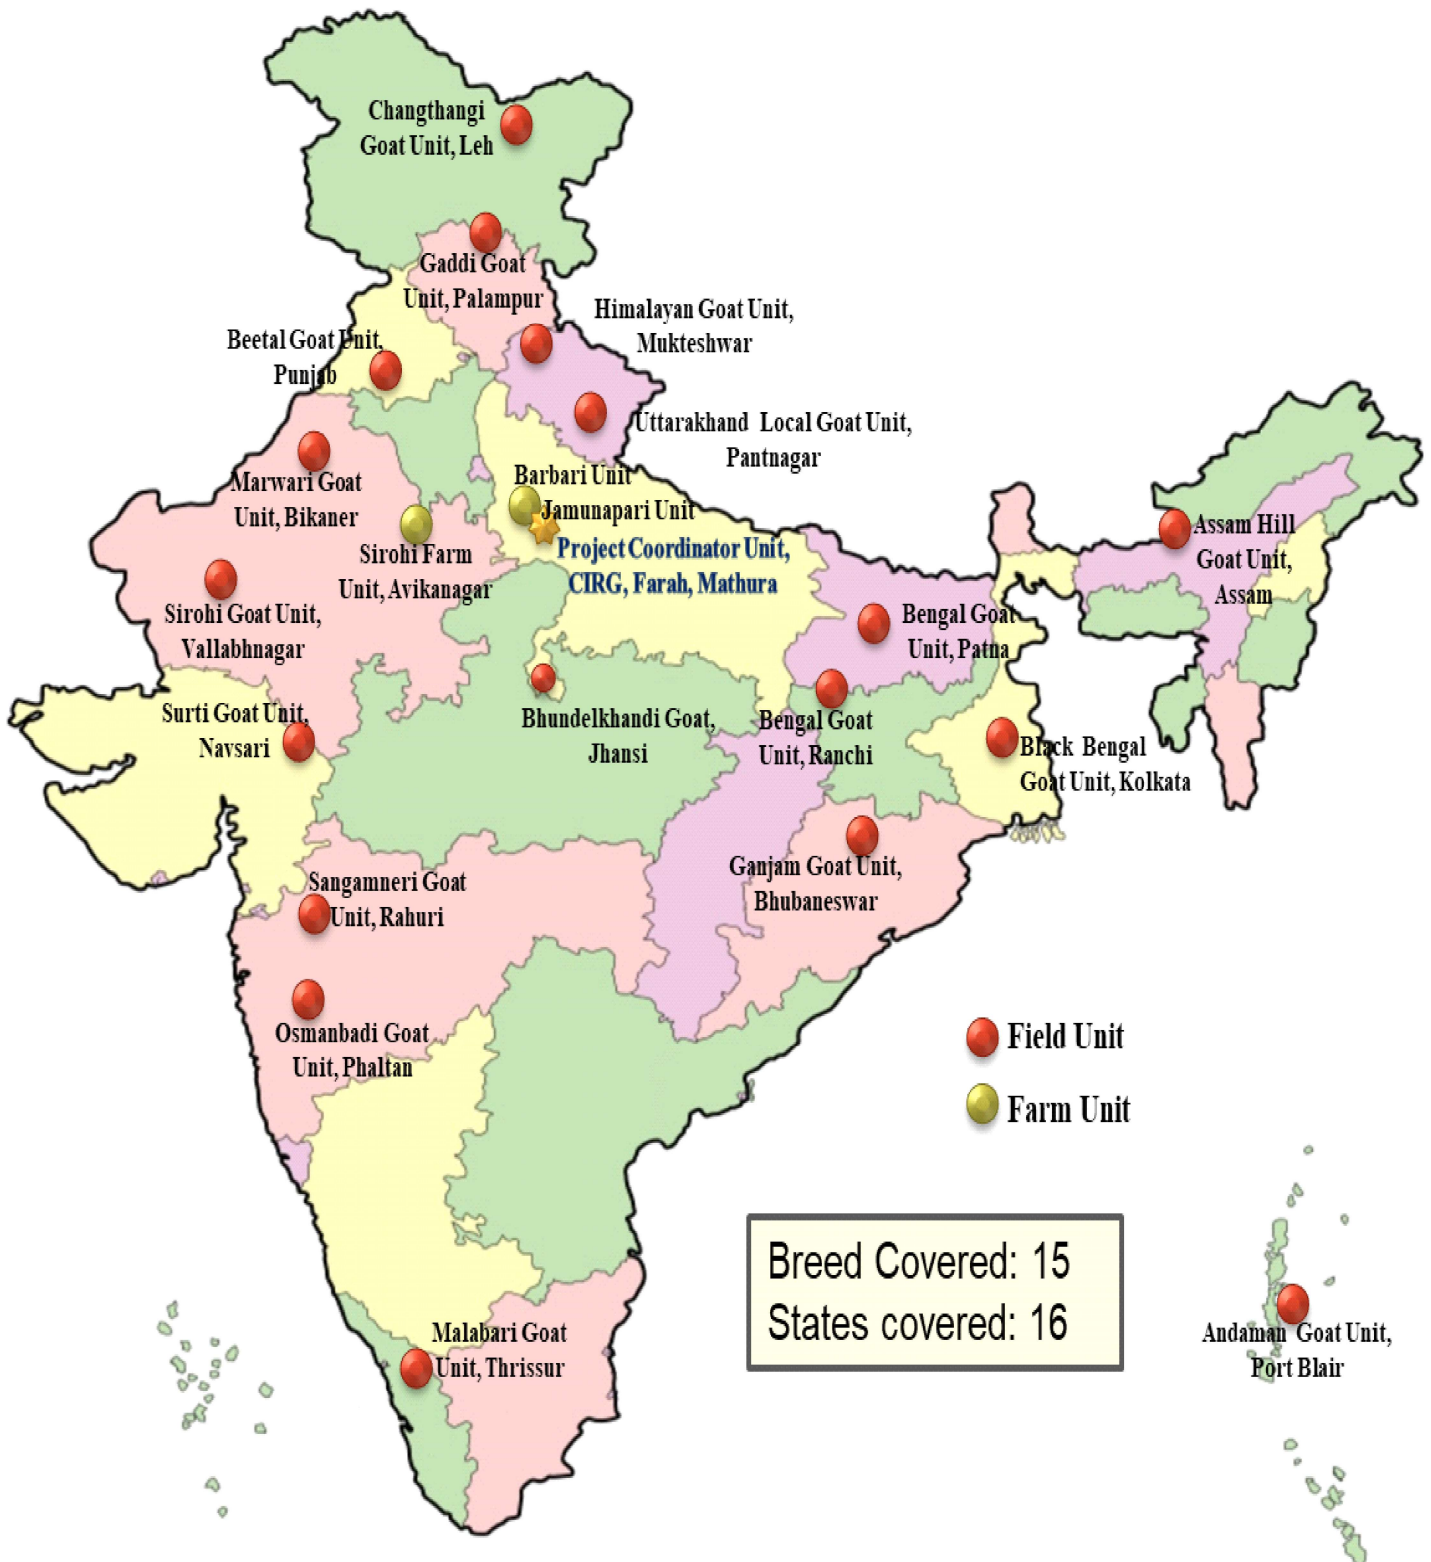 Changthangi
Goat Unit, Leh
Gaddi Goat
Unit, Palampur
Himalayan Goat Unit,
Mukteshwar
Beetal Goat Unit,
Punjab
Uttarakhand Local Goat Unit,
Pantnagar
Marwari Goat
Unit, Bikaner
Barbari Unit
Jamunapari Unit
Project Coordinator Unit,
CIRG, Farah, Mathura
Sirohi Farm
Unit, Avikanagar
Assam Hill
Goat Unit,
Assam
Sirohi Goat Unit,
Vallabhnagar
Bengal Goat
Unit, Patna
Surti Goat Unit,
Navsari
Bhundelkhandi Goat,
Jhansi
Bengal Goat
Unit, Ranchi
Black Bengal
Goat Unit, Kolkata
Ganjam Goat Unit,
Bhubaneswar
Sangamneri Goat
Unit, Rahuri
Osmanbadi Goat
Unit, Phaltan
Field Unit
Farm Unit
Breed Covered: 15
States covered: 16
Malabari Goat
Unit, Thrissur
Andaman Goat Unit,
Port Blair